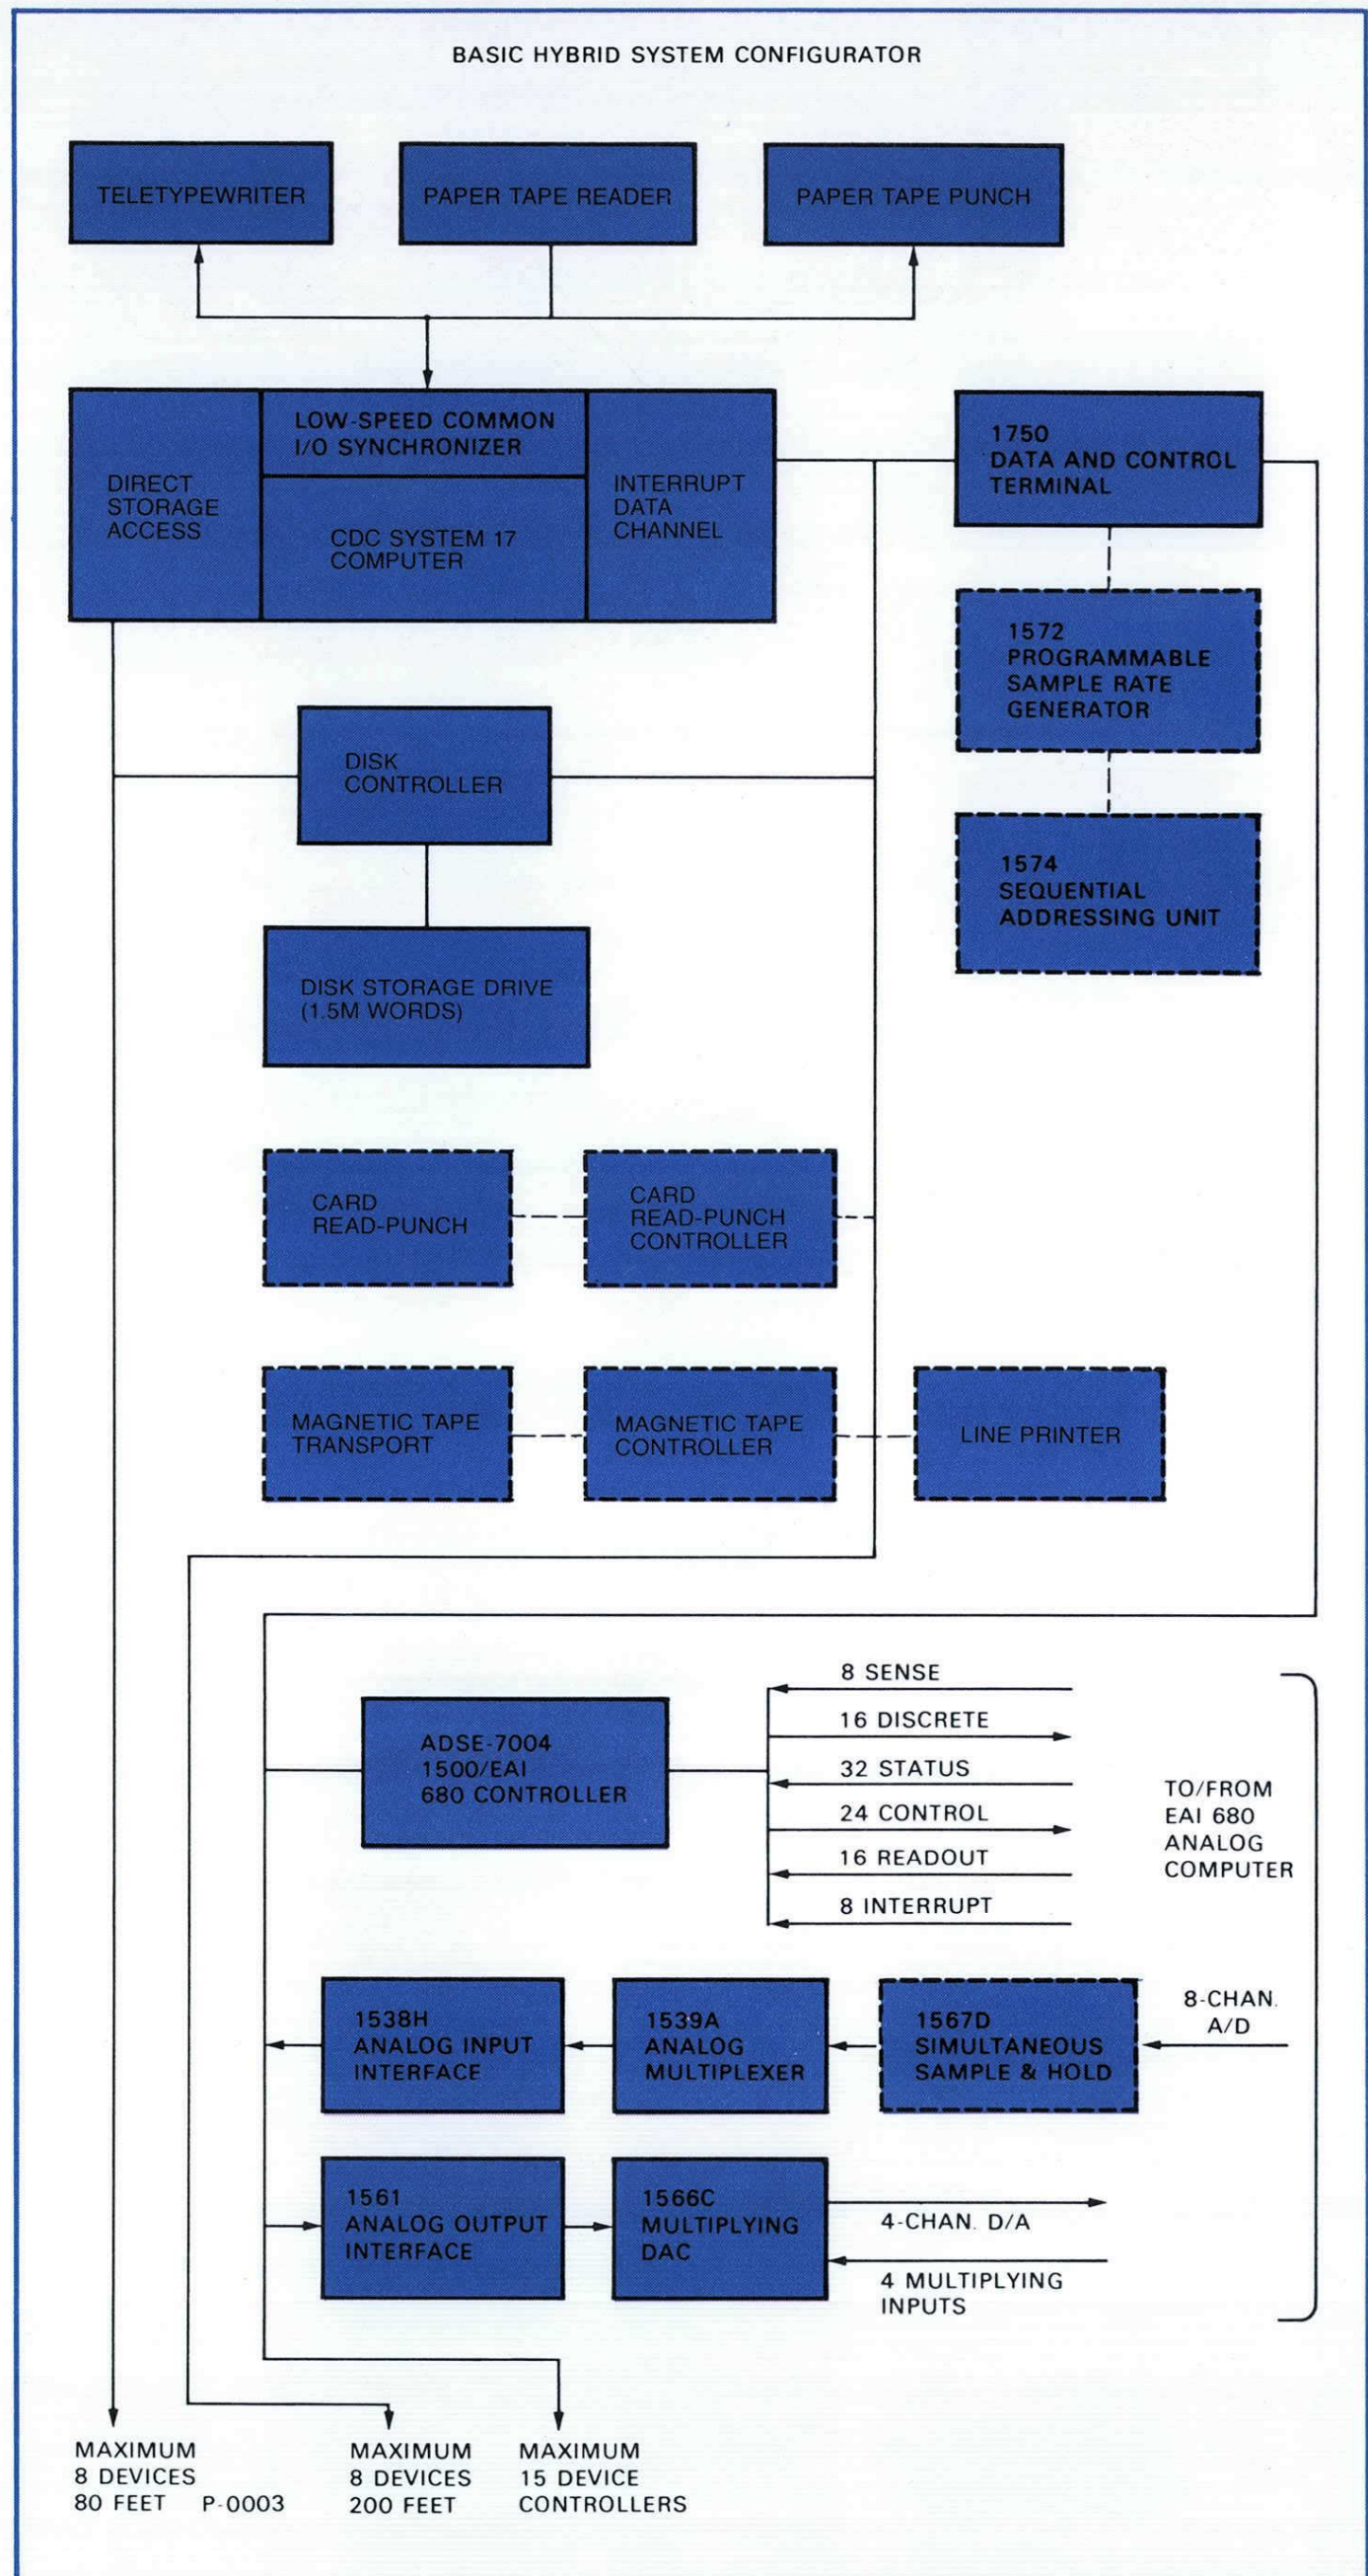 BASIC HYBRID SYSTEM CONFIGURATOR
TELETYPEWRITER
PAPER TAPE READER
PAPER TAPE PUNCH
DIRECT
STORAGE
ACCESS
LOW-SPEED COMMON
I/O SYNCHRONIZER
CDC SYSTEM 17
COMPUTER
INTERRUPT
DATA
CHANNEL
1750
DATA AND CONTROL
TERMINAL
1572
PROGRAMMABLE
SAMPLE RATE
GENERATOR
DISK
CONTROLLER
1574
SEQUENTIAL
ADDRESSING UNIT
DISK STORAGE DRIVE
(1.5M WORDS)
CARD
READ-PUNCH
CARD
READ-PUNCH
CONTROLLER
MAGNETIC TAPE
TRANSPORT
MAGNETIC TAPE
CONTROLLER
LINE PRINTER
ADSE-7004
1500/EAI
680 CONTROLLER
8 SENSE
16 DISCRETE
32 STATUS
24 CONTROL
16 READOUT
8 INTERRUPT
TO/FROM
EAI 680
ANALOG
COMPUTER
1538H
ANALOG INPUT
INTERFACE
1539A
ANALOG
MULTIPLEXER
1567D
SIMULTANEOUS
SAMPLE & HOLD
8-CHAN.
A/D
1561
ANALOG OUTPUT
INTERFACE
1566C
MULTIPLYING
DAC
4-CHAN. D/A
4 MULTIPLYING
INPUTS
MAXIMUM
8 DEVICES
80 FEET
P-0003
MAXIMUM
8 DEVICES
200 FEET
MAXIMUM
15 DEVICE
CONTROLLERS